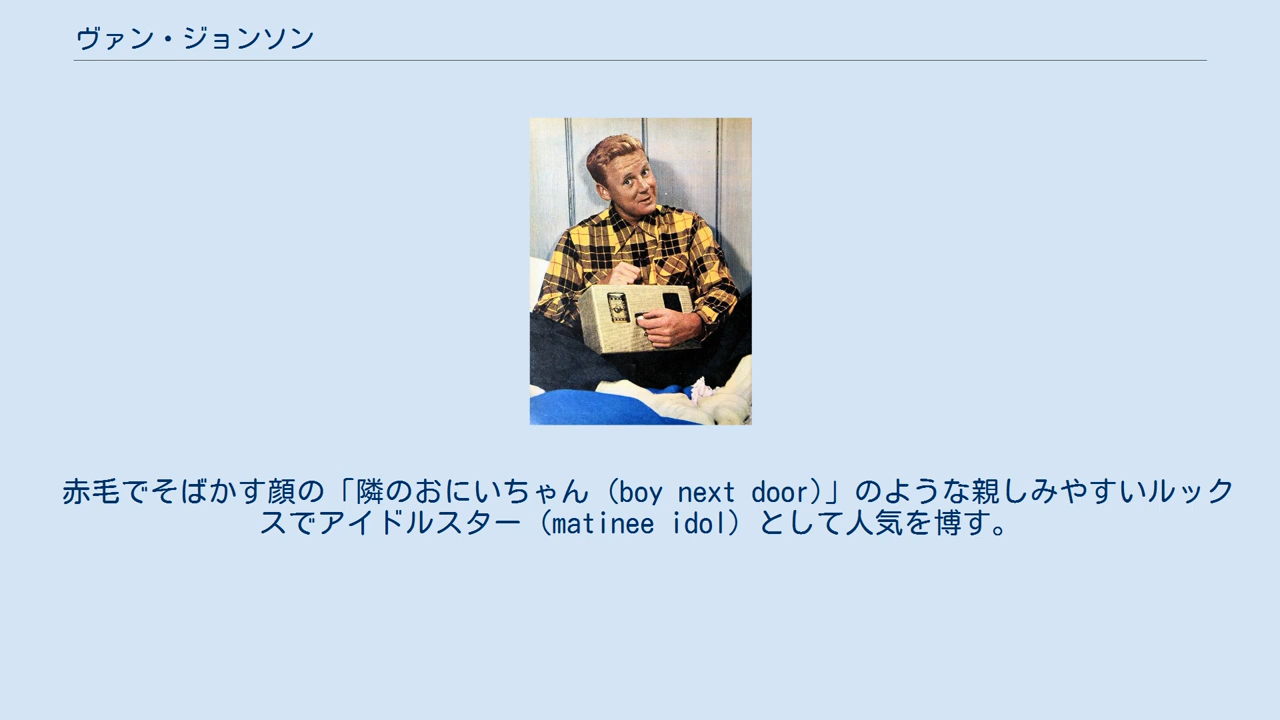 ヴァン・ジョンソン
赤毛でそばかす顔の「隣のおにいちゃん（boy next door)」のような親しみやすいルック
スでアイドルスター（matinee idol）として人気を博す。